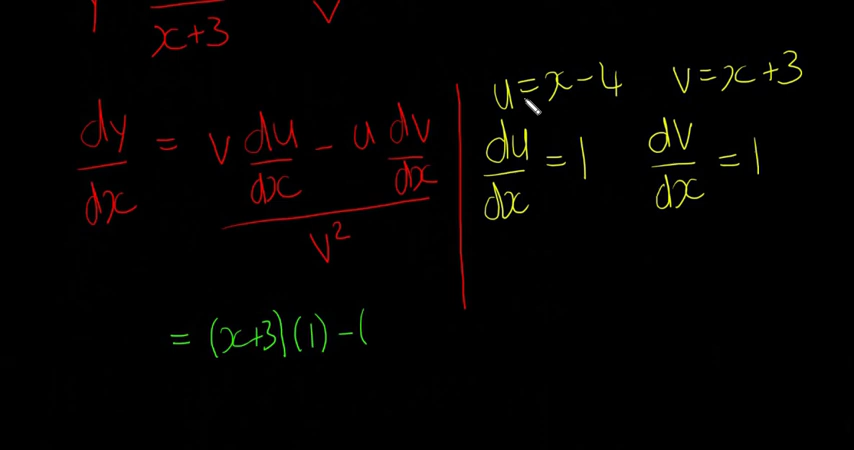 x+3 v
dy/dx = v du/dx - u dv/dx
v²
= (x+3)(1) - (
u = x - 4 v = x + 3
du/dx = 1 dv/dx = 1